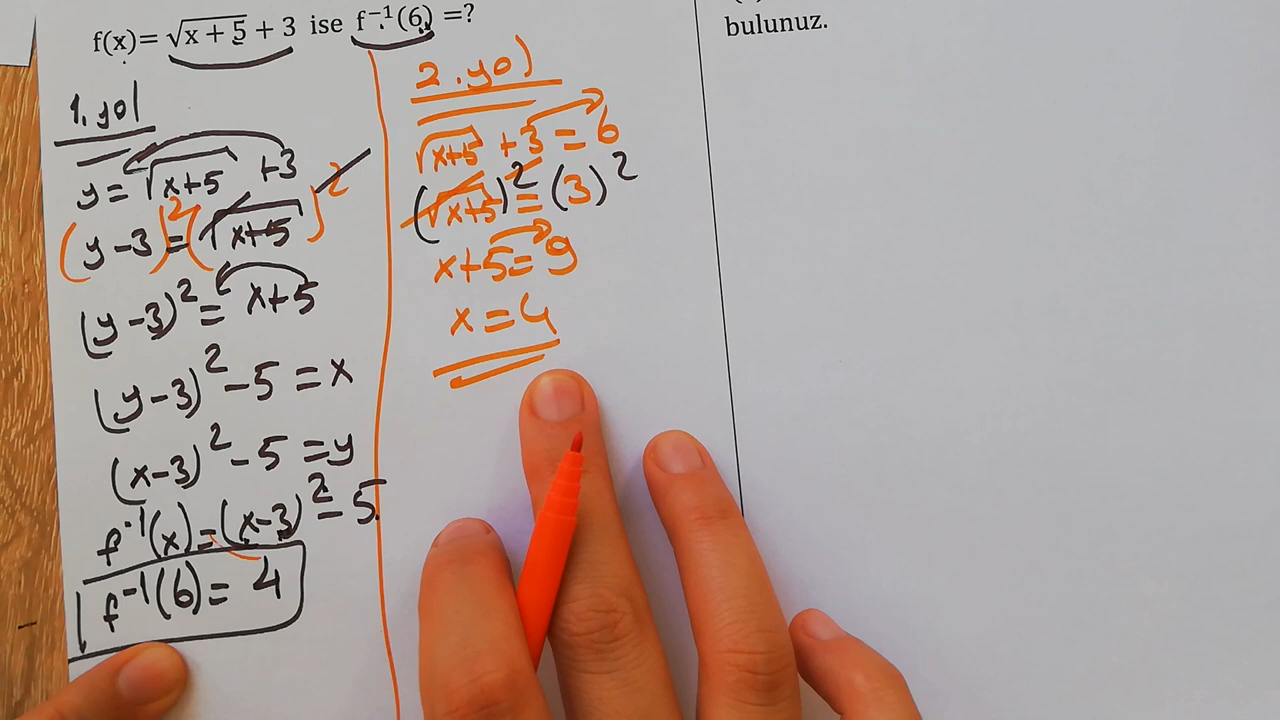 f(x)= √x + 5 + 3 ise f⁻¹(6) =?
1. yol
y = √x+5 +3
(y-3)² = (√x+5)²
(y-3)² = x+5
(y-3)² - 5 = x
(x-3)² - 5 = y
f⁻¹(x) = (x-3)² - 5
f⁻¹(6) = 4
2. yol
√x+5 + 3 = 6
(√x+5)² = (3)²
x+5 = 9
x = 4
bulunuz.